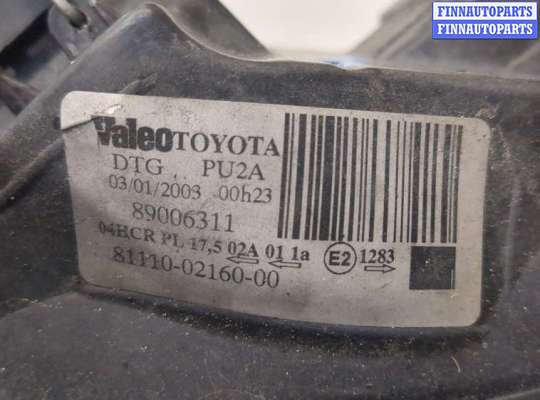 FINNAUTOPARTS
FINNAUTOPARTS
Valeo TOYOTA
DTG .. PU2A
03/01/2003 00h23
89006311
04HCR PL 17,5 02A 01 1a E2 1283
81110-02160-00